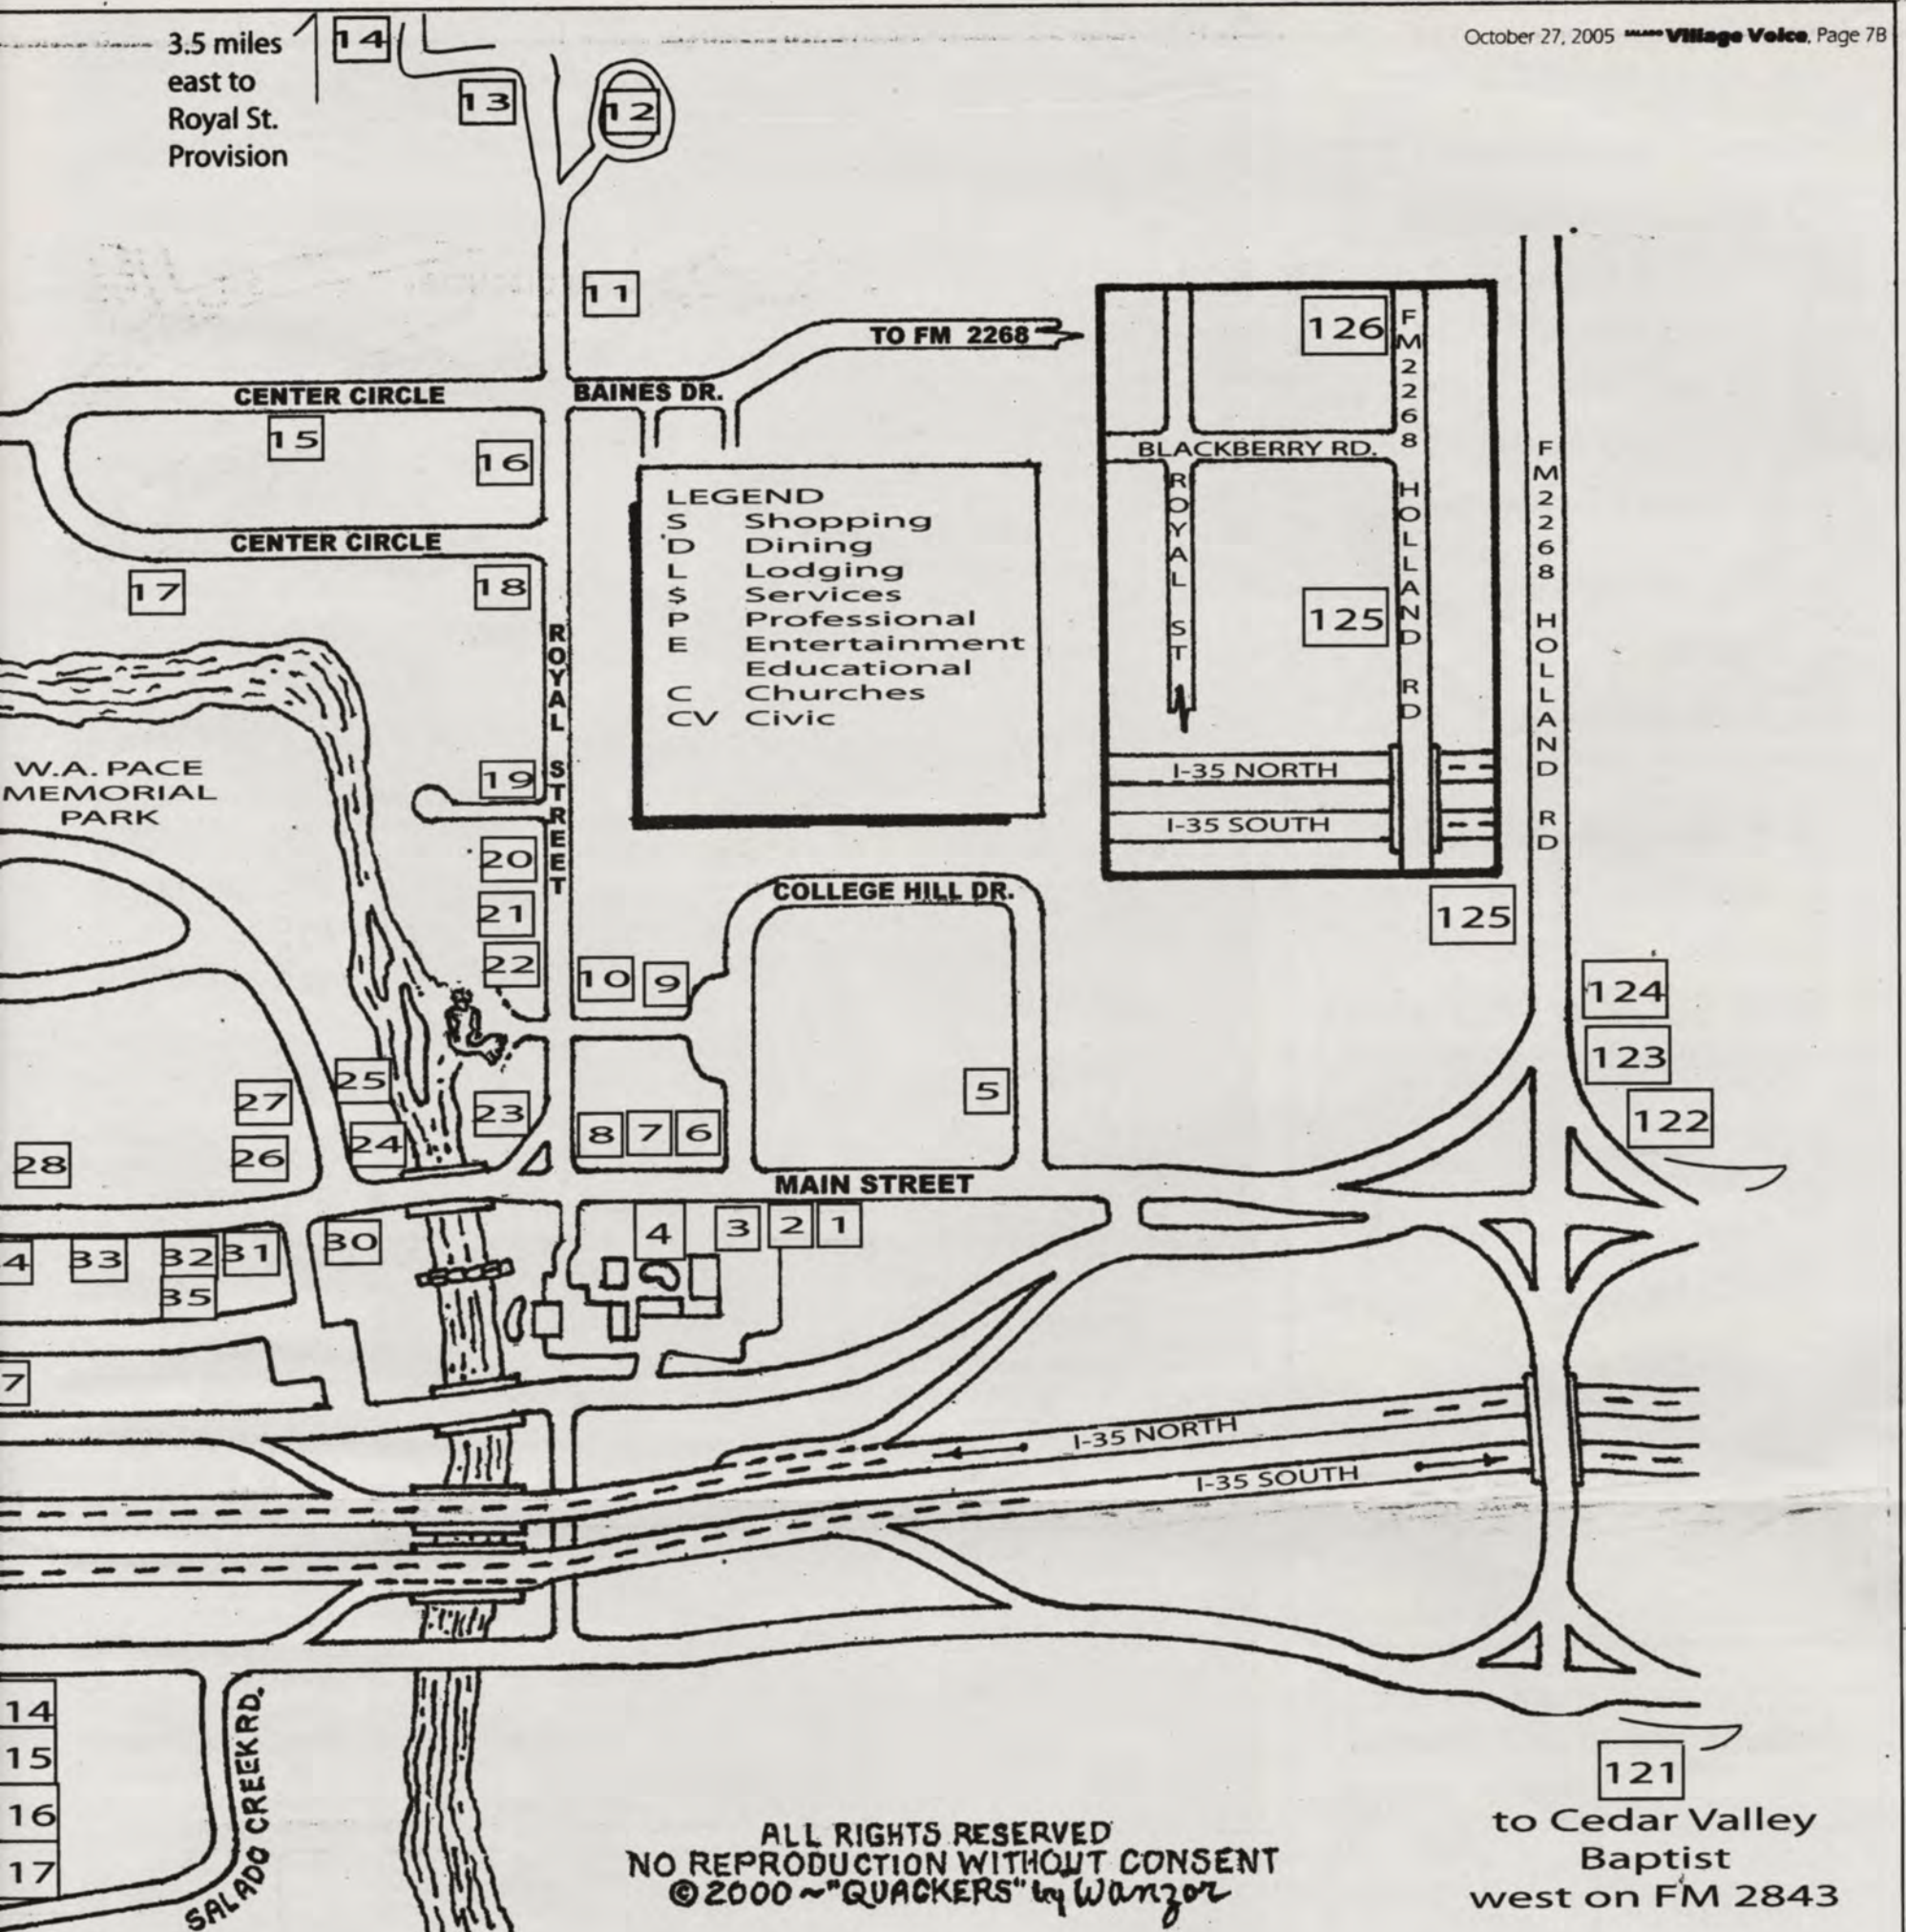 October 27, 2005 SALADO Village Voice, Page 7B
3.5 miles
east to
Royal St.
Provision
14
13
12
11
TO FM 2268
CENTER CIRCLE
BAINES DR.
15
16
CENTER CIRCLE
17
18
ROYAL STREET
LEGEND
S Shopping
D Dining
L Lodging
$ Services
P Professional
E Entertainment
Educational
C Churches
CV Civic
126
FM 2268 HOLLAND RD
BLACKBERRY RD.
ROYAL ST
125
I-35 NORTH
I-35 SOUTH
FM 2268 HOLLAND RD
W.A. PACE
MEMORIAL
PARK
19
20
21
22
COLLEGE HILL DR.
10
9
125
124
123
122
5
25
27
23
24
26
28
8
7
6
MAIN STREET
4
3
2
1
30
31
32
33
4
35
7
I-35 NORTH
I-35 SOUTH
14
15
16
17
SALADO CREEK RD.
121
to Cedar Valley
Baptist
west on FM 2843
ALL RIGHTS RESERVED
NO REPRODUCTION WITHOUT CONSENT
©2000~"QUACKERS" by Wanzor